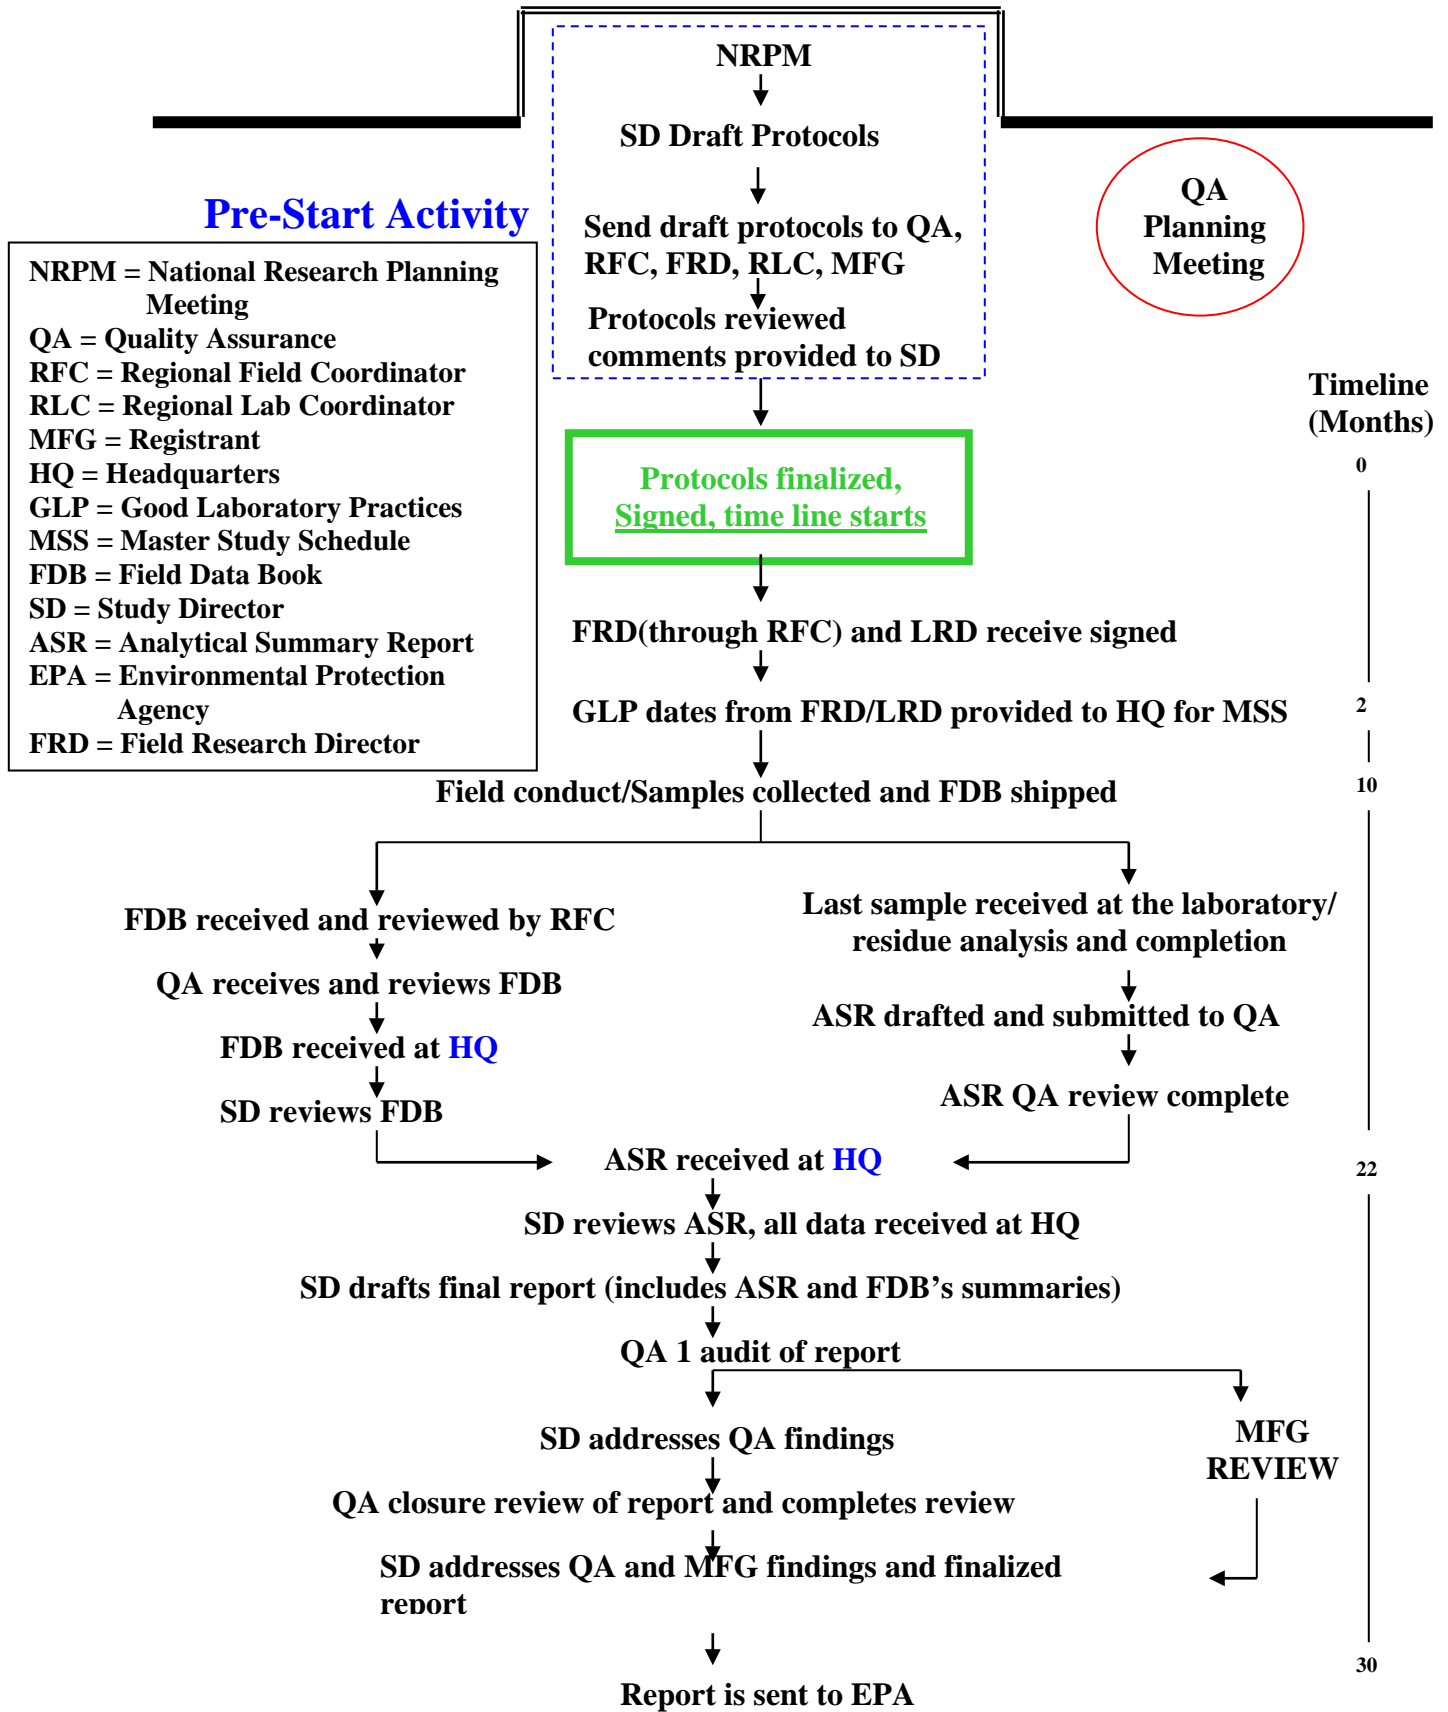 NRPM
SD Draft Protocols
Pre-Start Activity
Send draft protocols to QA,
RFC, FRD, RLC, MFG
Protocols reviewed
comments provided to SD
QA
Planning
Meeting
NRPM = National Research Planning
Meeting
QA = Quality Assurance
RFC = Regional Field Coordinator
RLC = Regional Lab Coordinator
MFG = Registrant
HQ = Headquarters
GLP = Good Laboratory Practices
MSS = Master Study Schedule
FDB = Field Data Book
SD = Study Director
ASR = Analytical Summary Report
EPA = Environmental Protection
Agency
FRD = Field Research Director
Timeline
(Months)
0
Protocols finalized,
Signed, time line starts
FRD(through RFC) and LRD receive signed
GLP dates from FRD/LRD provided to HQ for MSS
2
Field conduct/Samples collected and FDB shipped
10
FDB received and reviewed by RFC
QA receives and reviews FDB
FDB received at HQ
SD reviews FDB
Last sample received at the laboratory/
residue analysis and completion
ASR drafted and submitted to QA
ASR QA review complete
ASR received at HQ
22
SD reviews ASR, all data received at HQ
SD drafts final report (includes ASR and FDB's summaries)
QA 1 audit of report
SD addresses QA findings
MFG
REVIEW
QA closure review of report and completes review
SD addresses QA and MFG findings and finalized
report
30
Report is sent to EPA